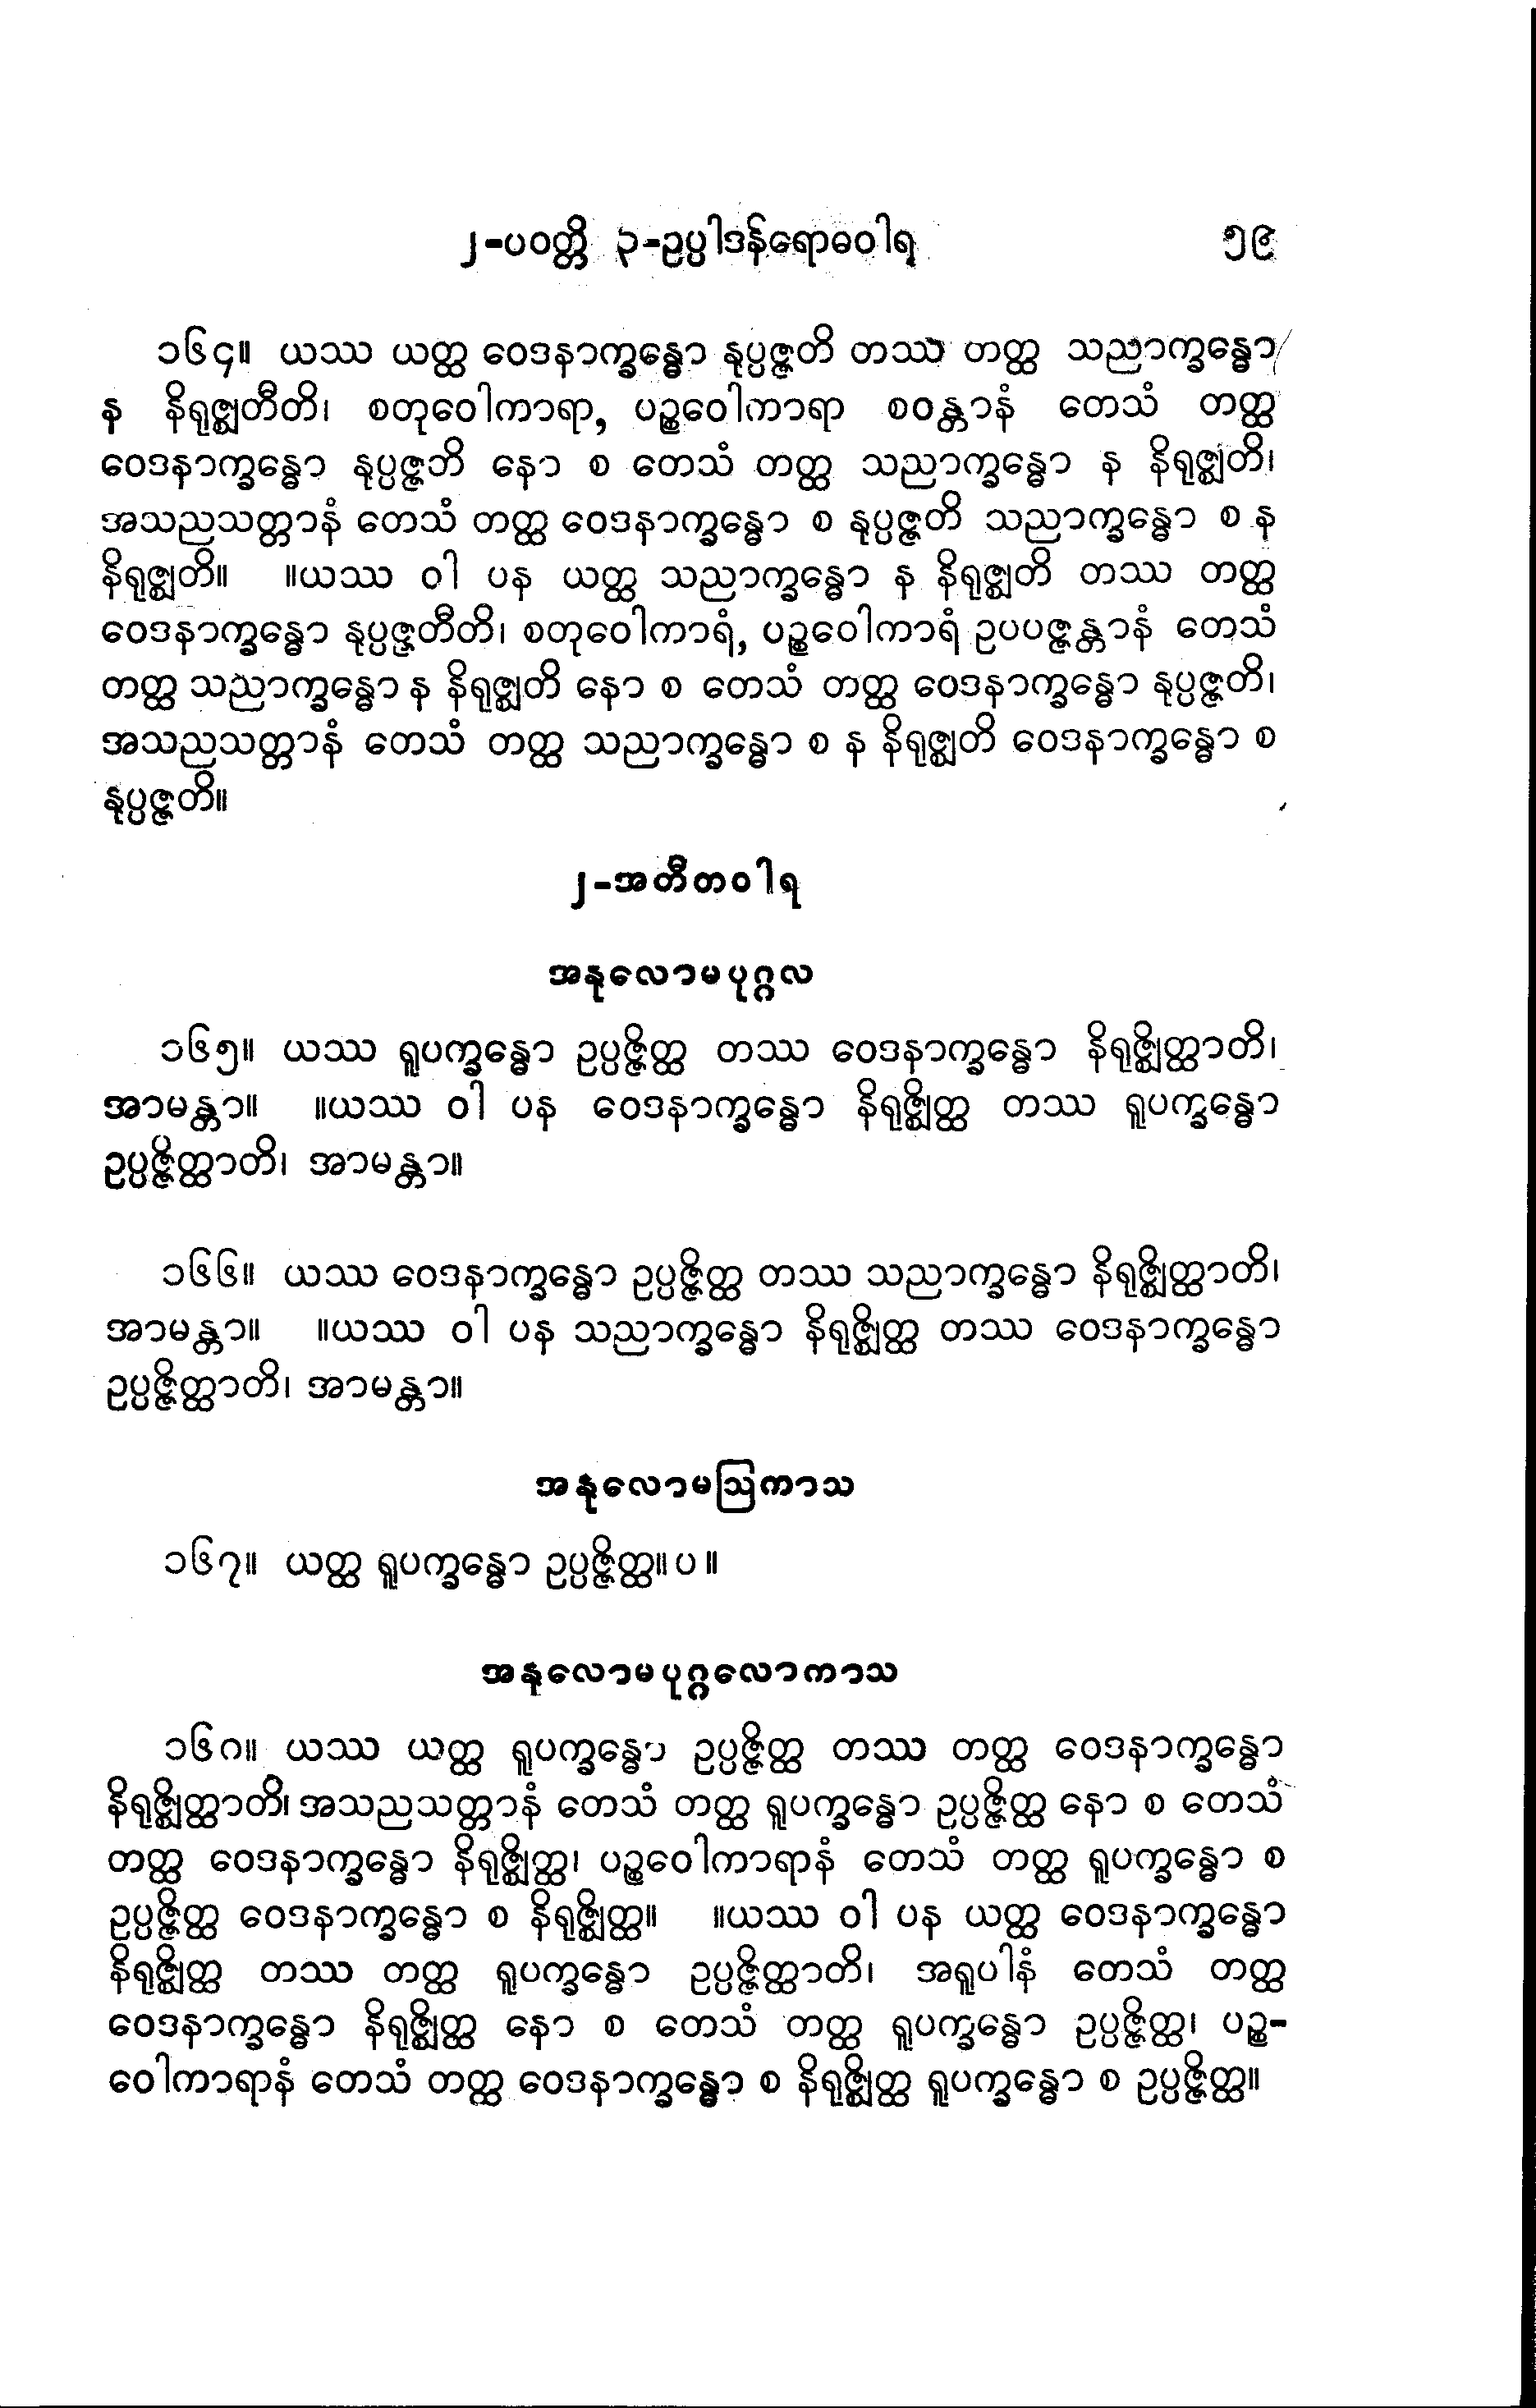 ၂-ပဝတ္တိ ၃-ဥပ္ပါဒနိရောဓဝါရ ၅၉
၁၆၄။ ယဿ ယတ္ထ ဝေဒနာက္ခန္ဓော နုပ္ပဇ္ဇတိ တဿ တတ္ထ သညာက္ခန္ဓော
န နိရုဇ္ဈတီတိ၊ စတုဝေါကာရာ, ပဉ္စဝေါကာရာ စဝန္တာနံ တေသံ တတ္ထ
ဝေဒနာက္ခန္ဓော နုပ္ပဇ္ဇတိ နော စ တေသံ တတ္ထ သညာက္ခန္ဓော န နိရုဇ္ဈတိ၊
အသညသတ္တာနံ တေသံ တတ္ထ ဝေဒနာက္ခန္ဓော စ နုပ္ပဇ္ဇတိ သညာက္ခန္ဓော စ န
နိရုဇ္ဈတိ။ ။ယဿ ဝါ ပန ယတ္ထ သညာက္ခန္ဓော န နိရုဇ္ဈတိ တဿ တတ္ထ
ဝေဒနာက္ခန္ဓော နုပ္ပဇ္ဇတီတိ၊ စတုဝေါကာရံ, ပဉ္စဝေါကာရံ ဥပပဇ္ဇန္တာနံ တေသံ
တတ္ထ သညာက္ခန္ဓော န နိရုဇ္ဈတိ နော စ တေသံ တတ္ထ ဝေဒနာက္ခန္ဓော နုပ္ပဇ္ဇတိ၊
အသညသတ္တာနံ တေသံ တတ္ထ သညာက္ခန္ဓော စ န နိရုဇ္ဈတိ ဝေဒနာက္ခန္ဓော စ
နုပ္ပဇ္ဇတိ။
၂-အတီတဝါရ
အနုလောမပုဂ္ဂလ
၁၆၅။ ယဿ ရူပက္ခန္ဓော ဥပ္ပဇ္ဇိတ္ထ တဿ ဝေဒနာက္ခန္ဓော နိရုဇ္ဈိတ္ထာတိ၊
အာမန္တာ။ ။ယဿ ဝါ ပန ဝေဒနာက္ခန္ဓော နိရုဇ္ဈိတ္ထ တဿ ရူပက္ခန္ဓော
ဥပ္ပဇ္ဇိတ္ထာတိ၊ အာမန္တာ။
၁၆၆။ ယဿ ဝေဒနာက္ခန္ဓော ဥပ္ပဇ္ဇိတ္ထ တဿ သညာက္ခန္ဓော နိရုဇ္ဈိတ္ထာတိ၊
အာမန္တာ။ ။ယဿ ဝါ ပန သညာက္ခန္ဓော နိရုဇ္ဈိတ္ထ တဿ ဝေဒနာက္ခန္ဓော
ဥပ္ပဇ္ဇိတ္ထာတိ၊ အာမန္တာ။
အနုလောမဩကာသ
၁၆၇။ ယတ္ထ ရူပက္ခန္ဓော ဥပ္ပဇ္ဇိတ္ထ။ ပ ။
အနုလောမပုဂ္ဂလောကာသ
၁၆၈။ ယဿ ယတ္ထ ရူပက္ခန္ဓော ဥပ္ပဇ္ဇိတ္ထ တဿ တတ္ထ ဝေဒနာက္ခန္ဓော
နိရုဇ္ဈိတ္ထာတိ၊ အသညသတ္တာနံ တေသံ တတ္ထ ရူပက္ခန္ဓော ဥပ္ပဇ္ဇိတ္ထ နော စ တေသံ
တတ္ထ ဝေဒနာက္ခန္ဓော နိရုဇ္ဈိတ္ထ၊ ပဉ္စဝေါကာရာနံ တေသံ တတ္ထ ရူပက္ခန္ဓော စ
ဥပ္ပဇ္ဇိတ္ထ ဝေဒနာက္ခန္ဓော စ နိရုဇ္ဈိတ္ထ။ ။ယဿ ဝါ ပန ယတ္ထ ဝေဒနာက္ခန္ဓော
နိရုဇ္ဈိတ္ထ တဿ တတ္ထ ရူပက္ခန္ဓော ဥပ္ပဇ္ဇိတ္ထာတိ၊ အရူပါနံ တေသံ တတ္ထ
ဝေဒနာက္ခန္ဓော နိရုဇ္ဈိတ္ထ နော စ တေသံ တတ္ထ ရူပက္ခန္ဓော ဥပ္ပဇ္ဇိတ္ထ၊ ပဉ္စ-
ဝေါကာရာနံ တေသံ တတ္ထ ဝေဒနာက္ခန္ဓော စ နိရုဇ္ဈိတ္ထ ရူပက္ခန္ဓော စ ဥပ္ပဇ္ဇိတ္ထ။